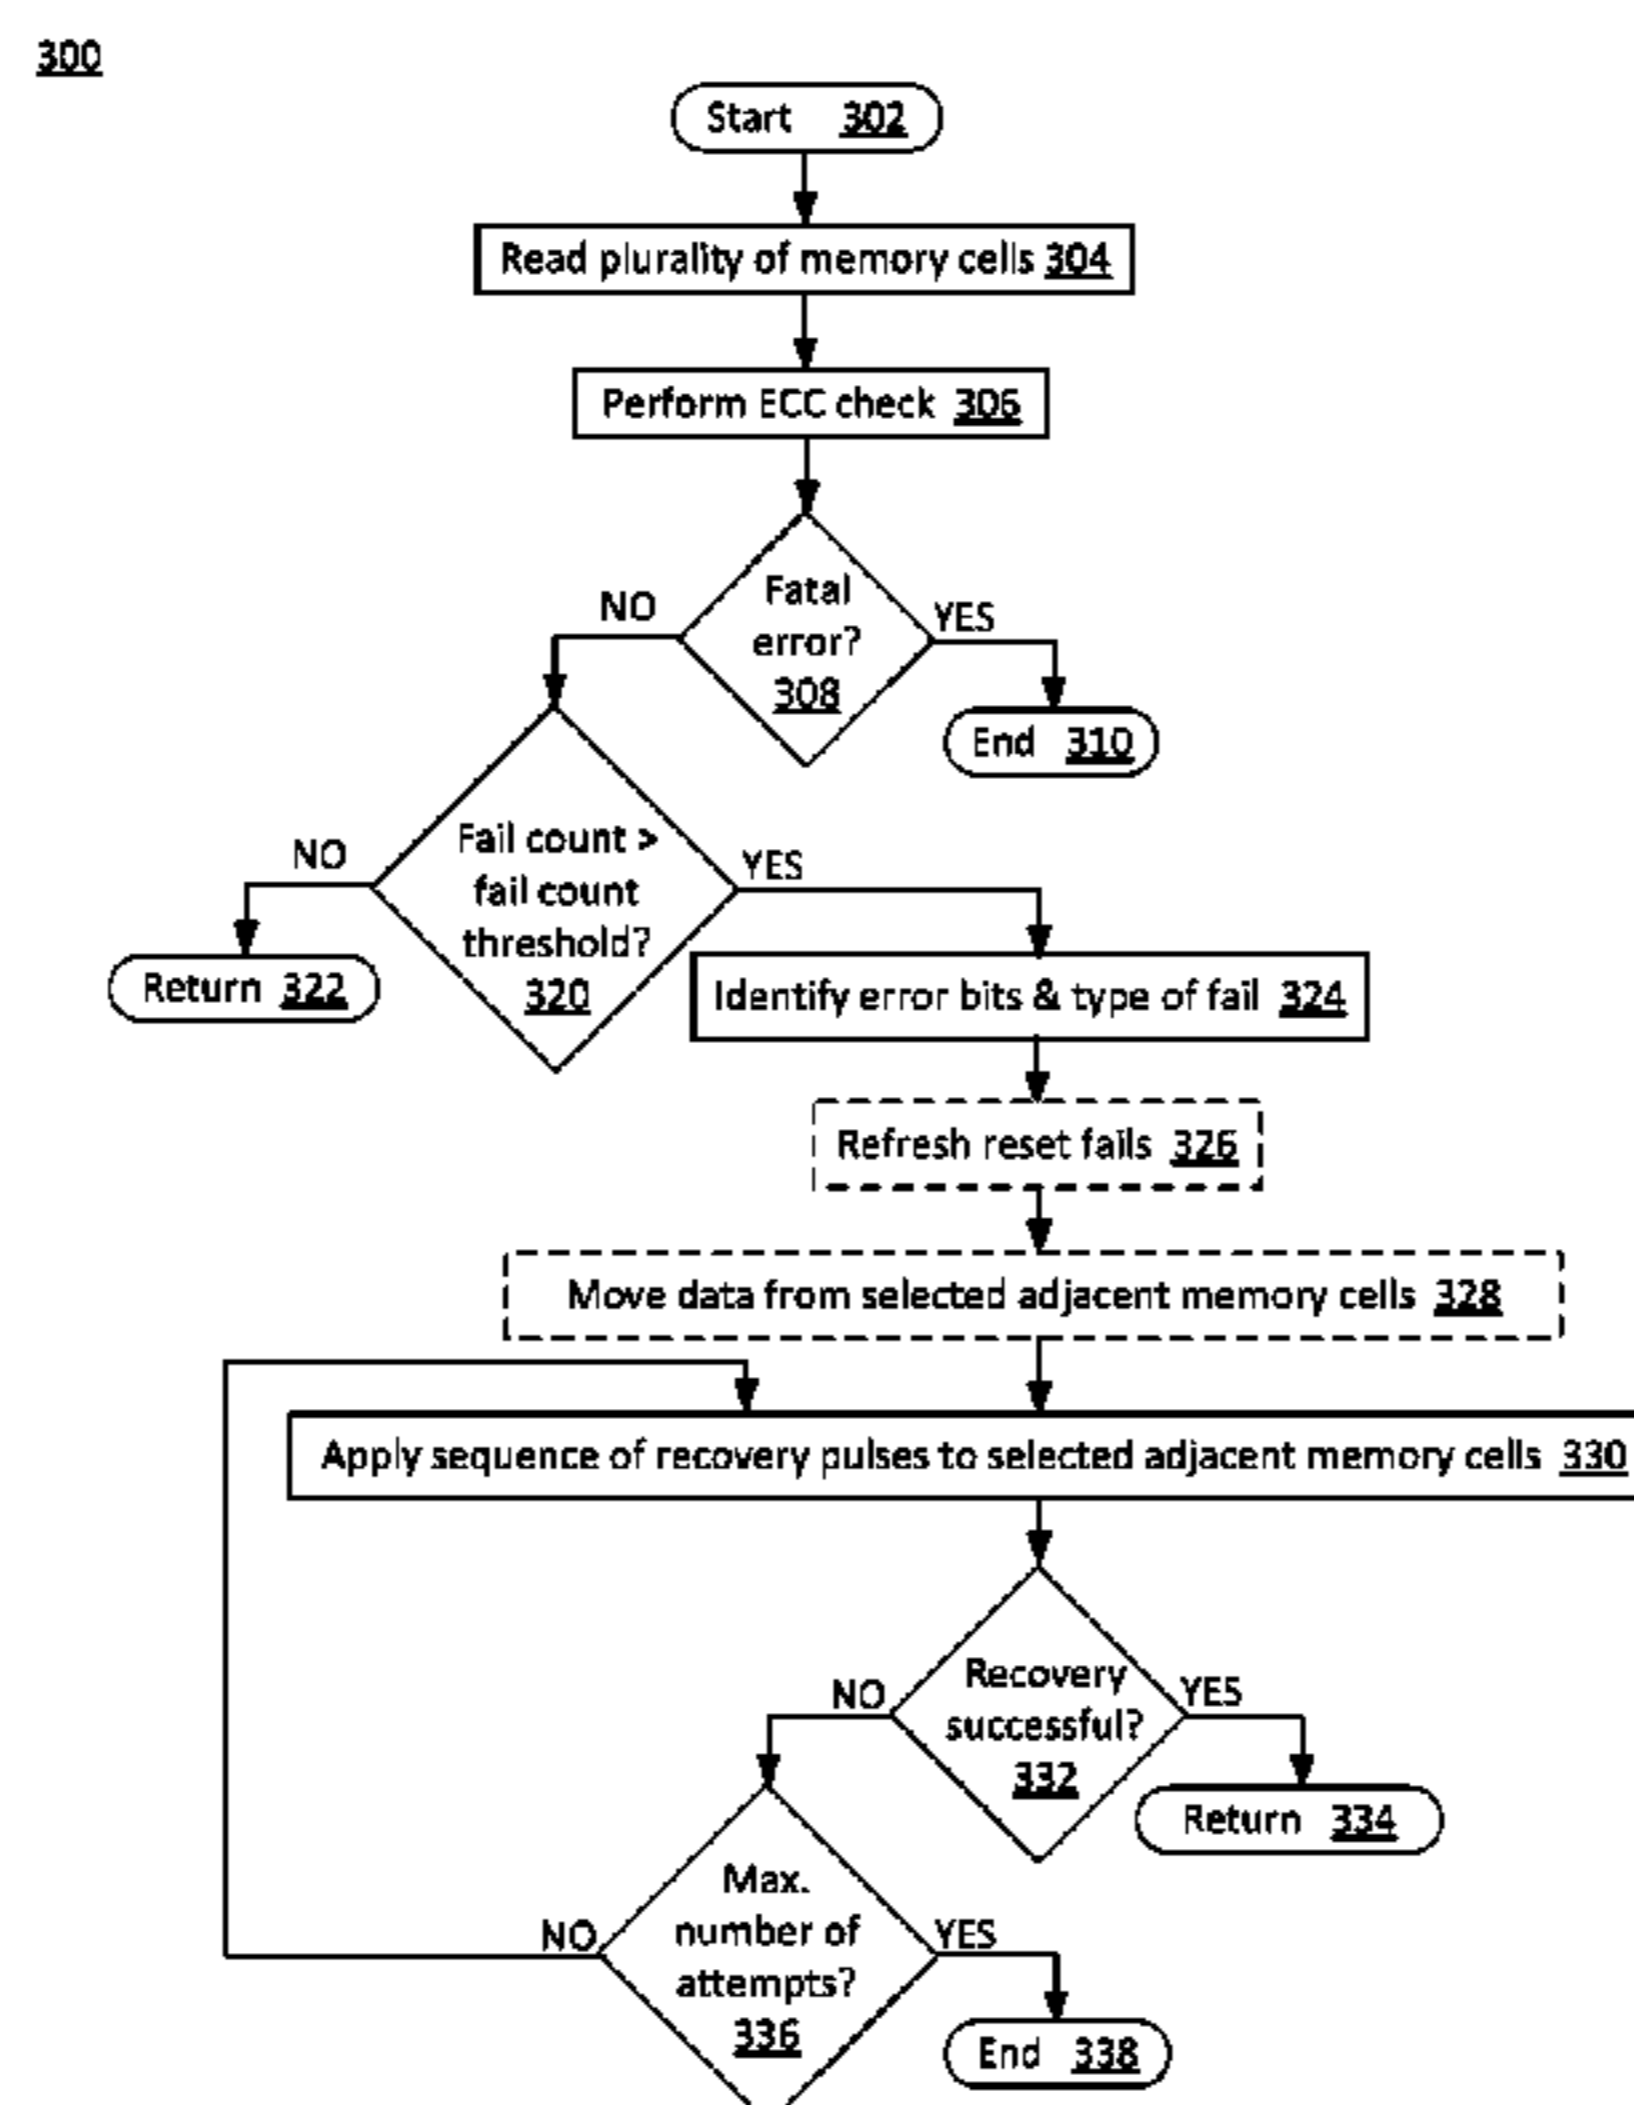 300
Start 302
Read plurality of memory cells 304
Perform ECC check 306
Fatal
error?
308
NO
YES
End 310
Fail count >
fail count
threshold?
320
NO
YES
Return 322
Identify error bits & type of fail 324
Refresh reset fails 326
Move data from selected adjacent memory cells 328
Apply sequence of recovery pulses to selected adjacent memory cells 330
Recovery
successful?
332
NO
YES
Return 334
Max.
number of
attempts?
336
NO
YES
End 338